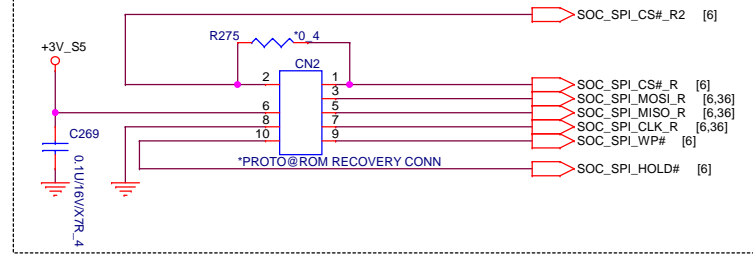 SOC_SPI_CS#_R2 [6]
R275 *0_4
+3V_S5
CN2
2 1 SOC_SPI_CS#_R [6]
3 SOC_SPI_MOSI_R [6,36]
6 5 SOC_SPI_MISO_R [6,36]
8 7 SOC_SPI_CLK_R [6,36]
10 9 SOC_SPI_WP# [6]
C269
0.1U/16V/X7R_4
*PROTO@ROM RECOVERY CONN
SOC_SPI_HOLD# [6]